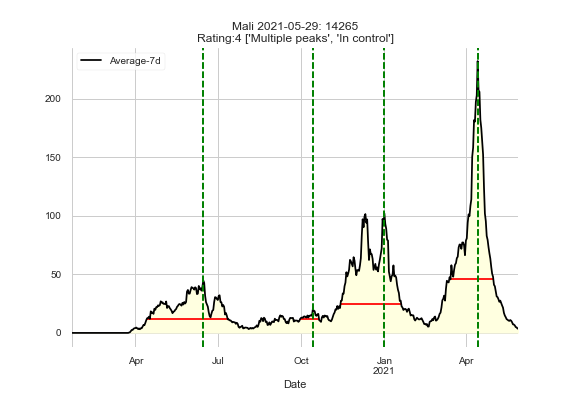 Mali 2021-05-29: 14265
Rating:4 ['Multiple peaks', 'In control']
Average-7d
200
150
100
50
0
Apr
Jul
Oct
Jan
2021
Apr
Date